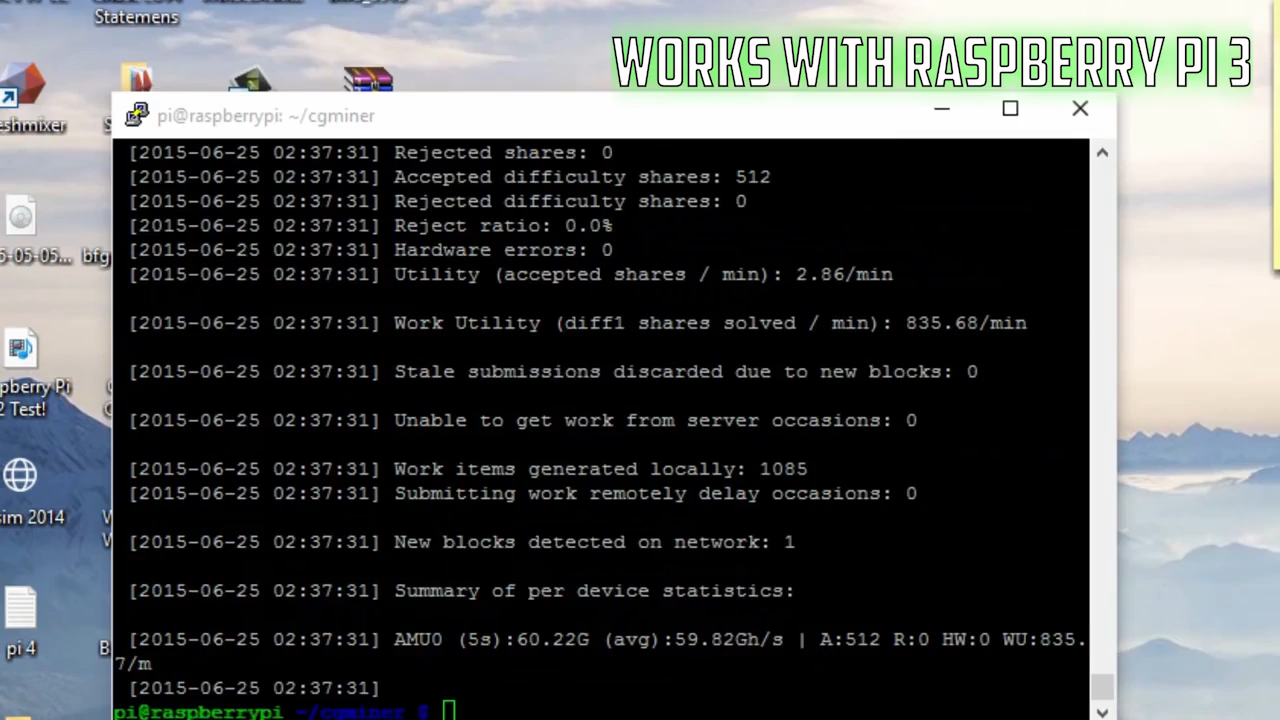 Statemens
WORKS WITH RASPBERRY PI 3
eshmixer
pi@raspberrypi: ~/cgminer
[2015-06-25 02:37:31] Rejected shares: 0
[2015-06-25 02:37:31] Accepted difficulty shares: 512
[2015-06-25 02:37:31] Rejected difficulty shares: 0
[2015-06-25 02:37:31] Reject ratio: 0.0%
[2015-06-25 02:37:31] Hardware errors: 0
[2015-06-25 02:37:31] Utility (accepted shares / min): 2.86/min
[2015-06-25 02:37:31] Work Utility (diff1 shares solved / min): 835.68/min
[2015-06-25 02:37:31] Stale submissions discarded due to new blocks: 0
[2015-06-25 02:37:31] Unable to get work from server occasions: 0
[2015-06-25 02:37:31] Work items generated locally: 1085
[2015-06-25 02:37:31] Submitting work remotely delay occasions: 0
[2015-06-25 02:37:31] New blocks detected on network: 1
[2015-06-25 02:37:31] Summary of per device statistics:
[2015-06-25 02:37:31] AMU0 (5s):60.22G (avg):59.82Gh/s | A:512 R:0 HW:0 WU:835.
7/m
[2015-06-25 02:37:31]
pi@raspberrypi ~/cgminer $
5-05-05... bfg
pberry Pi
2 Test!
sim 2014
pi 4